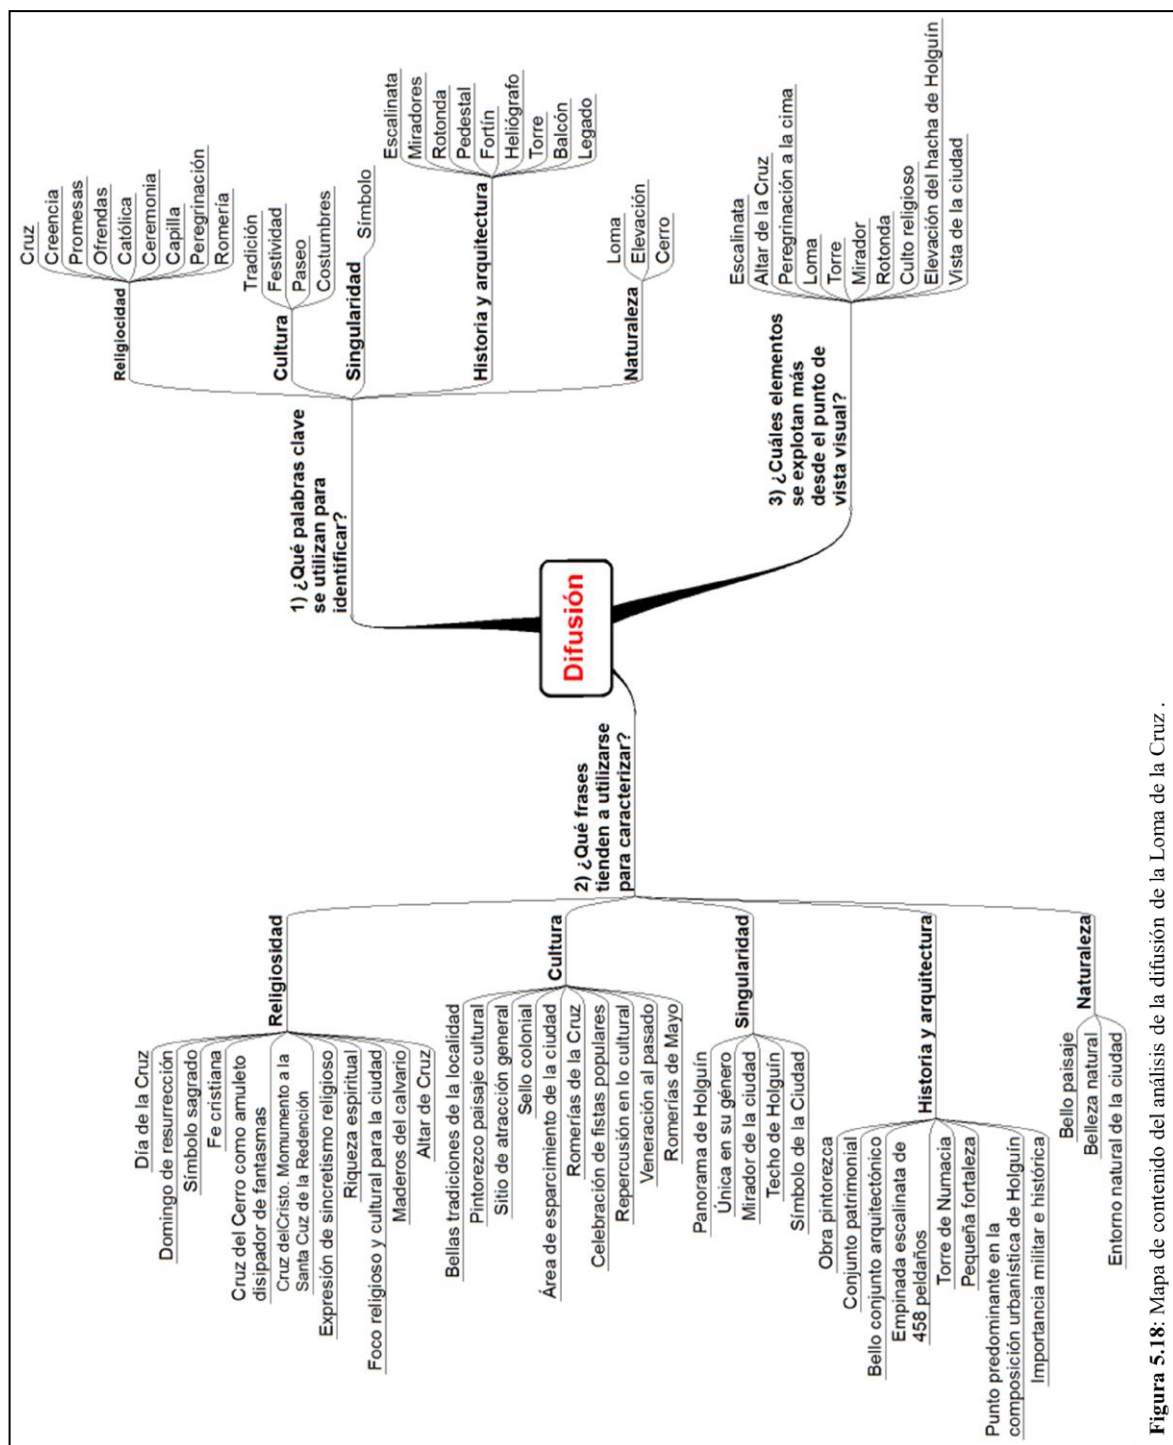 Difusión
1) ¿Qué palabras clave
se utilizan para
identificar?
Religiocidad
Cruz
Creencia
Promesas
Ofrendas
Católica
Ceremonia
Capilla
Peregrinación
Romería
Cultura
Tradición
Festividad
Paseo
Costumbres
Singularidad
Símbolo
Historia y arquitectura
Escalinata
Miradores
Rotonda
Pedestal
Fortín
Heliógrafo
Torre
Balcón
Legado
Naturaleza
Loma
Elevación
Cerro
2) ¿Qué frases
tienden a utilizarse
para caracterizar?
Religiosidad
Día de la Cruz
Domingo de resurrección
Símbolo sagrado
Fe cristiana
Cruz del Cerro como amuleto
disipador de fantasmas
Cruz delCristo. Momumento a la
Santa Cuz de la Redención
Expresión de sincretismo religioso
Riqueza espiritual
Foco religioso y cultural para la ciudad
Maderos del calvario
Altar de Cruz
Cultura
Bellas tradiciones de la localidad
Pintorezco paisaje cultural
Sitio de atracción general
Sello colonial
Área de esparcimiento de la ciudad
Romerías de la Cruz
Celebración de fistas populares
Repercusión en lo cultural
Veneración al pasado
Romerías de Mayo
Singularidad
Panorama de Holguín
Única en su género
Mirador de la ciudad
Techo de Holguín
Símbolo de la Ciudad
Historia y arquitectura
Obra pintorezca
Conjunto patrimonial
Bello conjunto arquitectónico
Empinada escalinata de
458 peldaños
Torre de Numacia
Pequeña fortaleza
Punto predominante en la
composición urbanística de Holguín
Importancia militar e histórica
Naturaleza
Bello paisaje
Belleza natural
Entorno natural de la ciudad
3) ¿Cuáles elementos
se explotan más
desde el punto de
vista visual?
Escalinata
Altar de la Cruz
Peregrinación a la cima
Loma
Torre
Mirador
Rotonda
Culto religioso
Elevación del hacha de Holguín
Vista de la ciudad
Figura 5.18: Mapa de contenido del análisis de la difusión de la Loma de la Cruz .